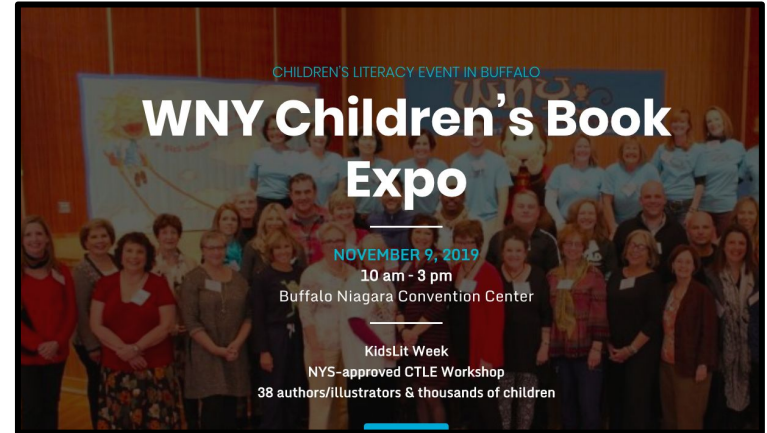 CHILDREN'S LITERACY EVENT IN BUFFALO
WNY Children's Book
Expo
NOVEMBER 9, 2019
10 am - 3 pm
Buffalo Niagara Convention Center
KidsLit Week
NYS-approved CTLE Workshop
38 authors/illustrators & thousands of children